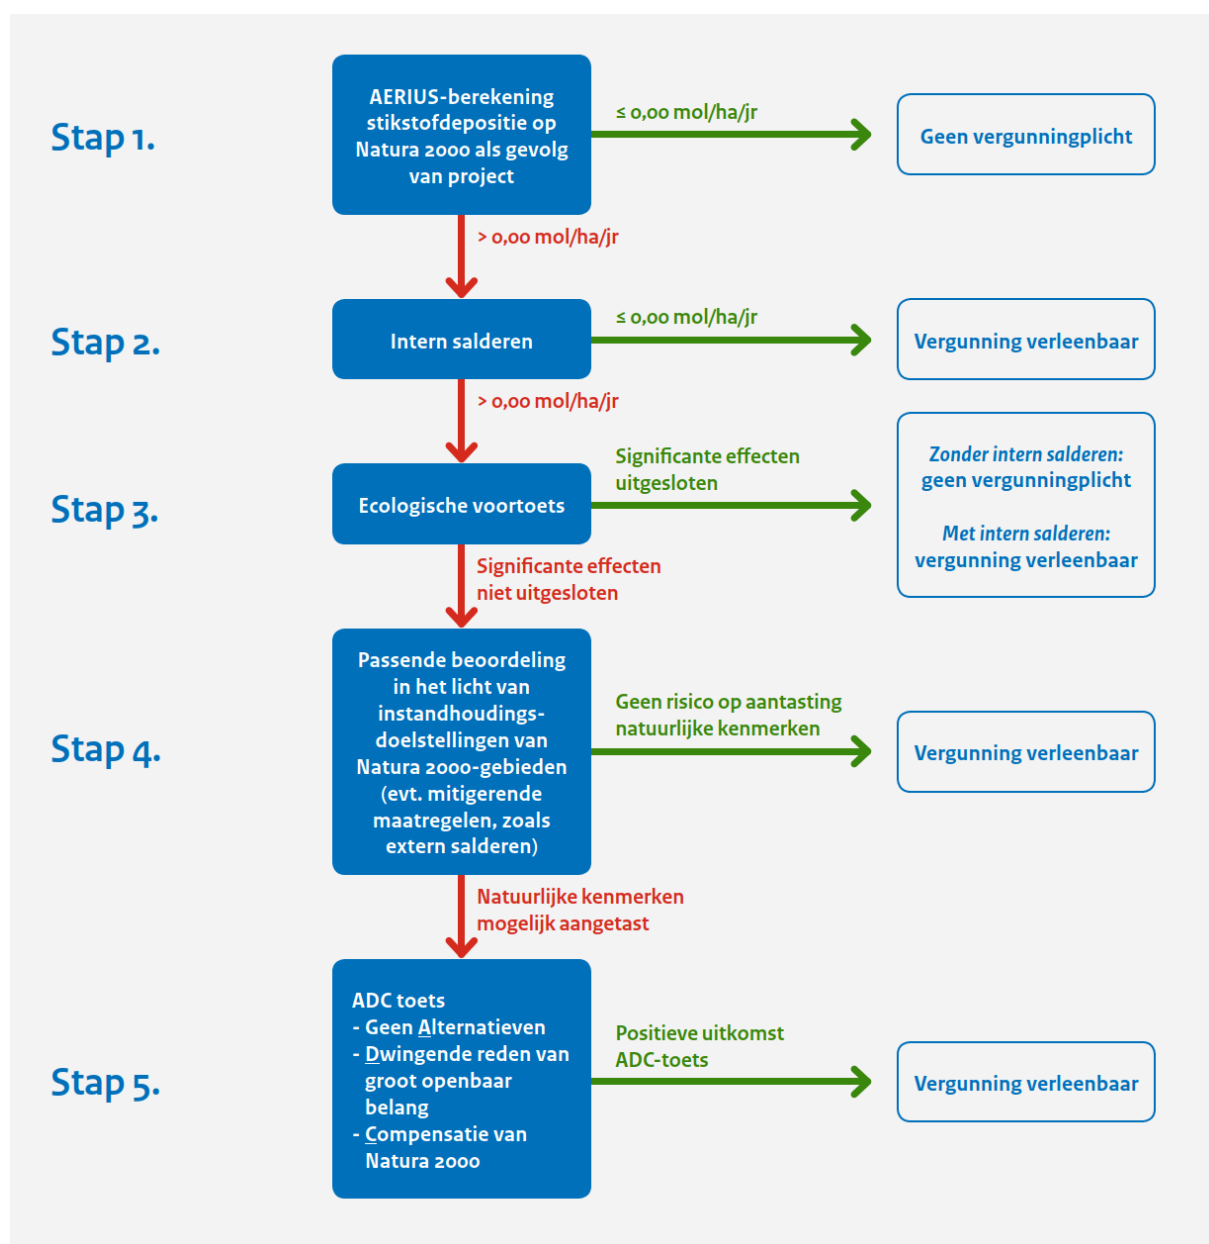 Stap 1.
AERIUS-berekening
stikstofdepositie op
Natura 2000 als gevolg
van project
≤ 0,00 mol/ha/jr
Geen vergunningplicht
> 0,00 mol/ha/jr
Stap 2.
Intern salderen
≤ 0,00 mol/ha/jr
Vergunning verleenbaar
> 0,00 mol/ha/jr
Stap 3.
Ecologische voortoets
Significante effecten
uitgesloten
Zonder intern salderen:
geen vergunningplicht
Met intern salderen:
vergunning verleenbaar
Significante effecten
niet uitgesloten
Stap 4.
Passende beoordeling
in het licht van
instandhoudings-
doelstellingen van
Natura 2000-gebieden
(evt. mitigerende
maatregelen, zoals
extern salderen)
Geen risico op aantasting
natuurlijke kenmerken
Vergunning verleenbaar
Natuurlijke kenmerken
mogelijk aangetast
Stap 5.
ADC toets
- Geen Alternatieven
- Dwingende reden van
groot openbaar
belang
- Compensatie van
Natura 2000
Positieve uitkomst
ADC-toets
Vergunning verleenbaar